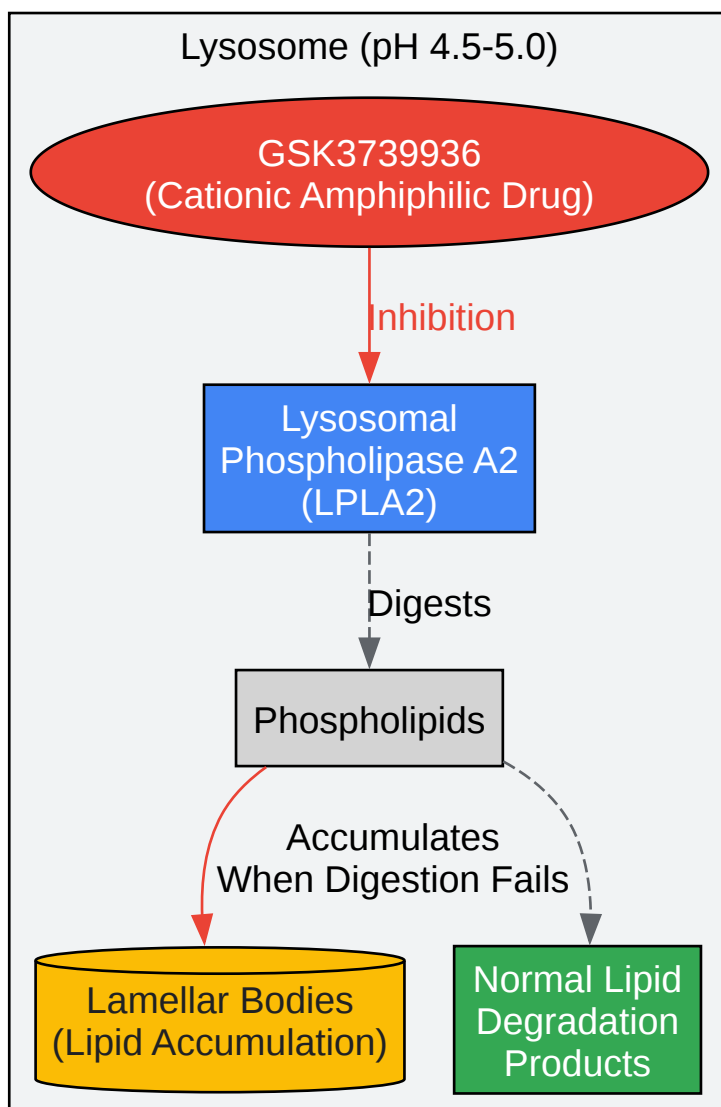 Lysosome (pH 4.5-5.0)
GSK3739936
(Cationic Amphiphilic Drug)
Inhibition
Lysosomal
Phospholipase A2
(LPLA2)
Digests
Phospholipids
Accumulates
When Digestion Fails
Lamellar Bodies
(Lipid Accumulation)
Normal Lipid
Degradation
Products